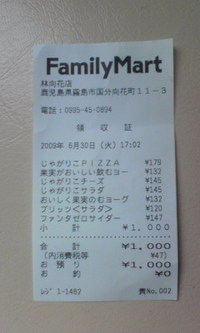 FamilyMart
林向花店
鹿児島県霧島市国分向花町11-3
電話:0995-45-0894
領収証
2009年 6月30日(火)17:02
じゃがりこPIZZA ¥179
果実がおいしい飲むヨー ¥132
じゃがりこチーズ ¥145
じゃがりこサラダ ¥145
おいしく果実のむヨーグ ¥132
プリッツ<サラダ> ¥120
ファンタゼロサイダー ¥147
小計 ¥1,000
合計 ¥1,000
(内消費税等 ¥47)
お預り ¥1,000
お釣 ¥0
レジ 1-1482 責No.002